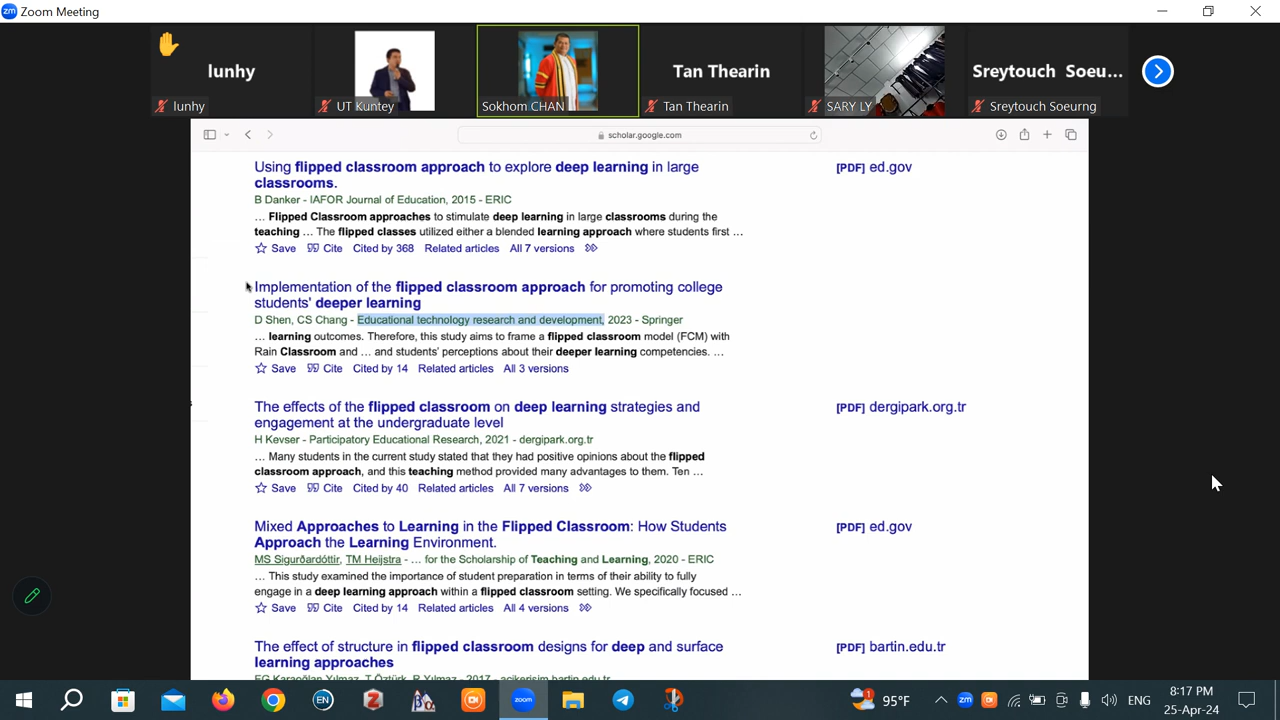 Zoom Meeting
lunhy
Tan Thearin
Sreytouch Soeu...
lunhy
UT Kuntey
Sokhom CHAN
Tan Thearin
SARY LY
Sreytouch Soeurng
scholar.google.com
Using flipped classroom approach to explore deep learning in large
classrooms.
[PDF] ed.gov
B Danker - IAFOR Journal of Education, 2015 - ERIC
... Flipped Classroom approaches to stimulate deep learning in large classrooms during the
teaching ... The flipped classes utilized either a blended learning approach where students first ...
Save Cite Cited by 368 Related articles All 7 versions
Implementation of the flipped classroom approach for promoting college
students' deeper learning
D Shen, CS Chang - Educational technology research and development, 2023 - Springer
... learning outcomes. Therefore, this study aims to frame a flipped classroom model (FCM) with
Rain Classroom and ... and students' perceptions about their deeper learning competencies. ...
Save Cite Cited by 14 Related articles All 3 versions
The effects of the flipped classroom on deep learning strategies and
engagement at the undergraduate level
[PDF] dergipark.org.tr
H Kevser - Participatory Educational Research, 2021 - dergipark.org.tr
... Many students in the current study stated that they had positive opinions about the flipped
classroom approach, and this teaching method provided many advantages to them. Ten ...
Save Cite Cited by 40 Related articles All 7 versions
Mixed Approaches to Learning in the Flipped Classroom: How Students
Approach the Learning Environment.
[PDF] ed.gov
MS Sigurðardóttir, TM Heijstra - ... for the Scholarship of Teaching and Learning, 2020 - ERIC
... This study examined the importance of student preparation in terms of their ability to fully
engage in a deep learning approach within a flipped classroom setting. We specifically focused ...
Save Cite Cited by 14 Related articles All 4 versions
The effect of structure in flipped classroom designs for deep and surface
learning approaches
[PDF] bartin.edu.tr
FG Karaoğlan Yılmaz, T Öztürk, R Yılmaz - 2017 - acikerisim.bartin.edu.tr
EN
zoom
1
95°F
zm
ENG
8:17 PM
25-Apr-24